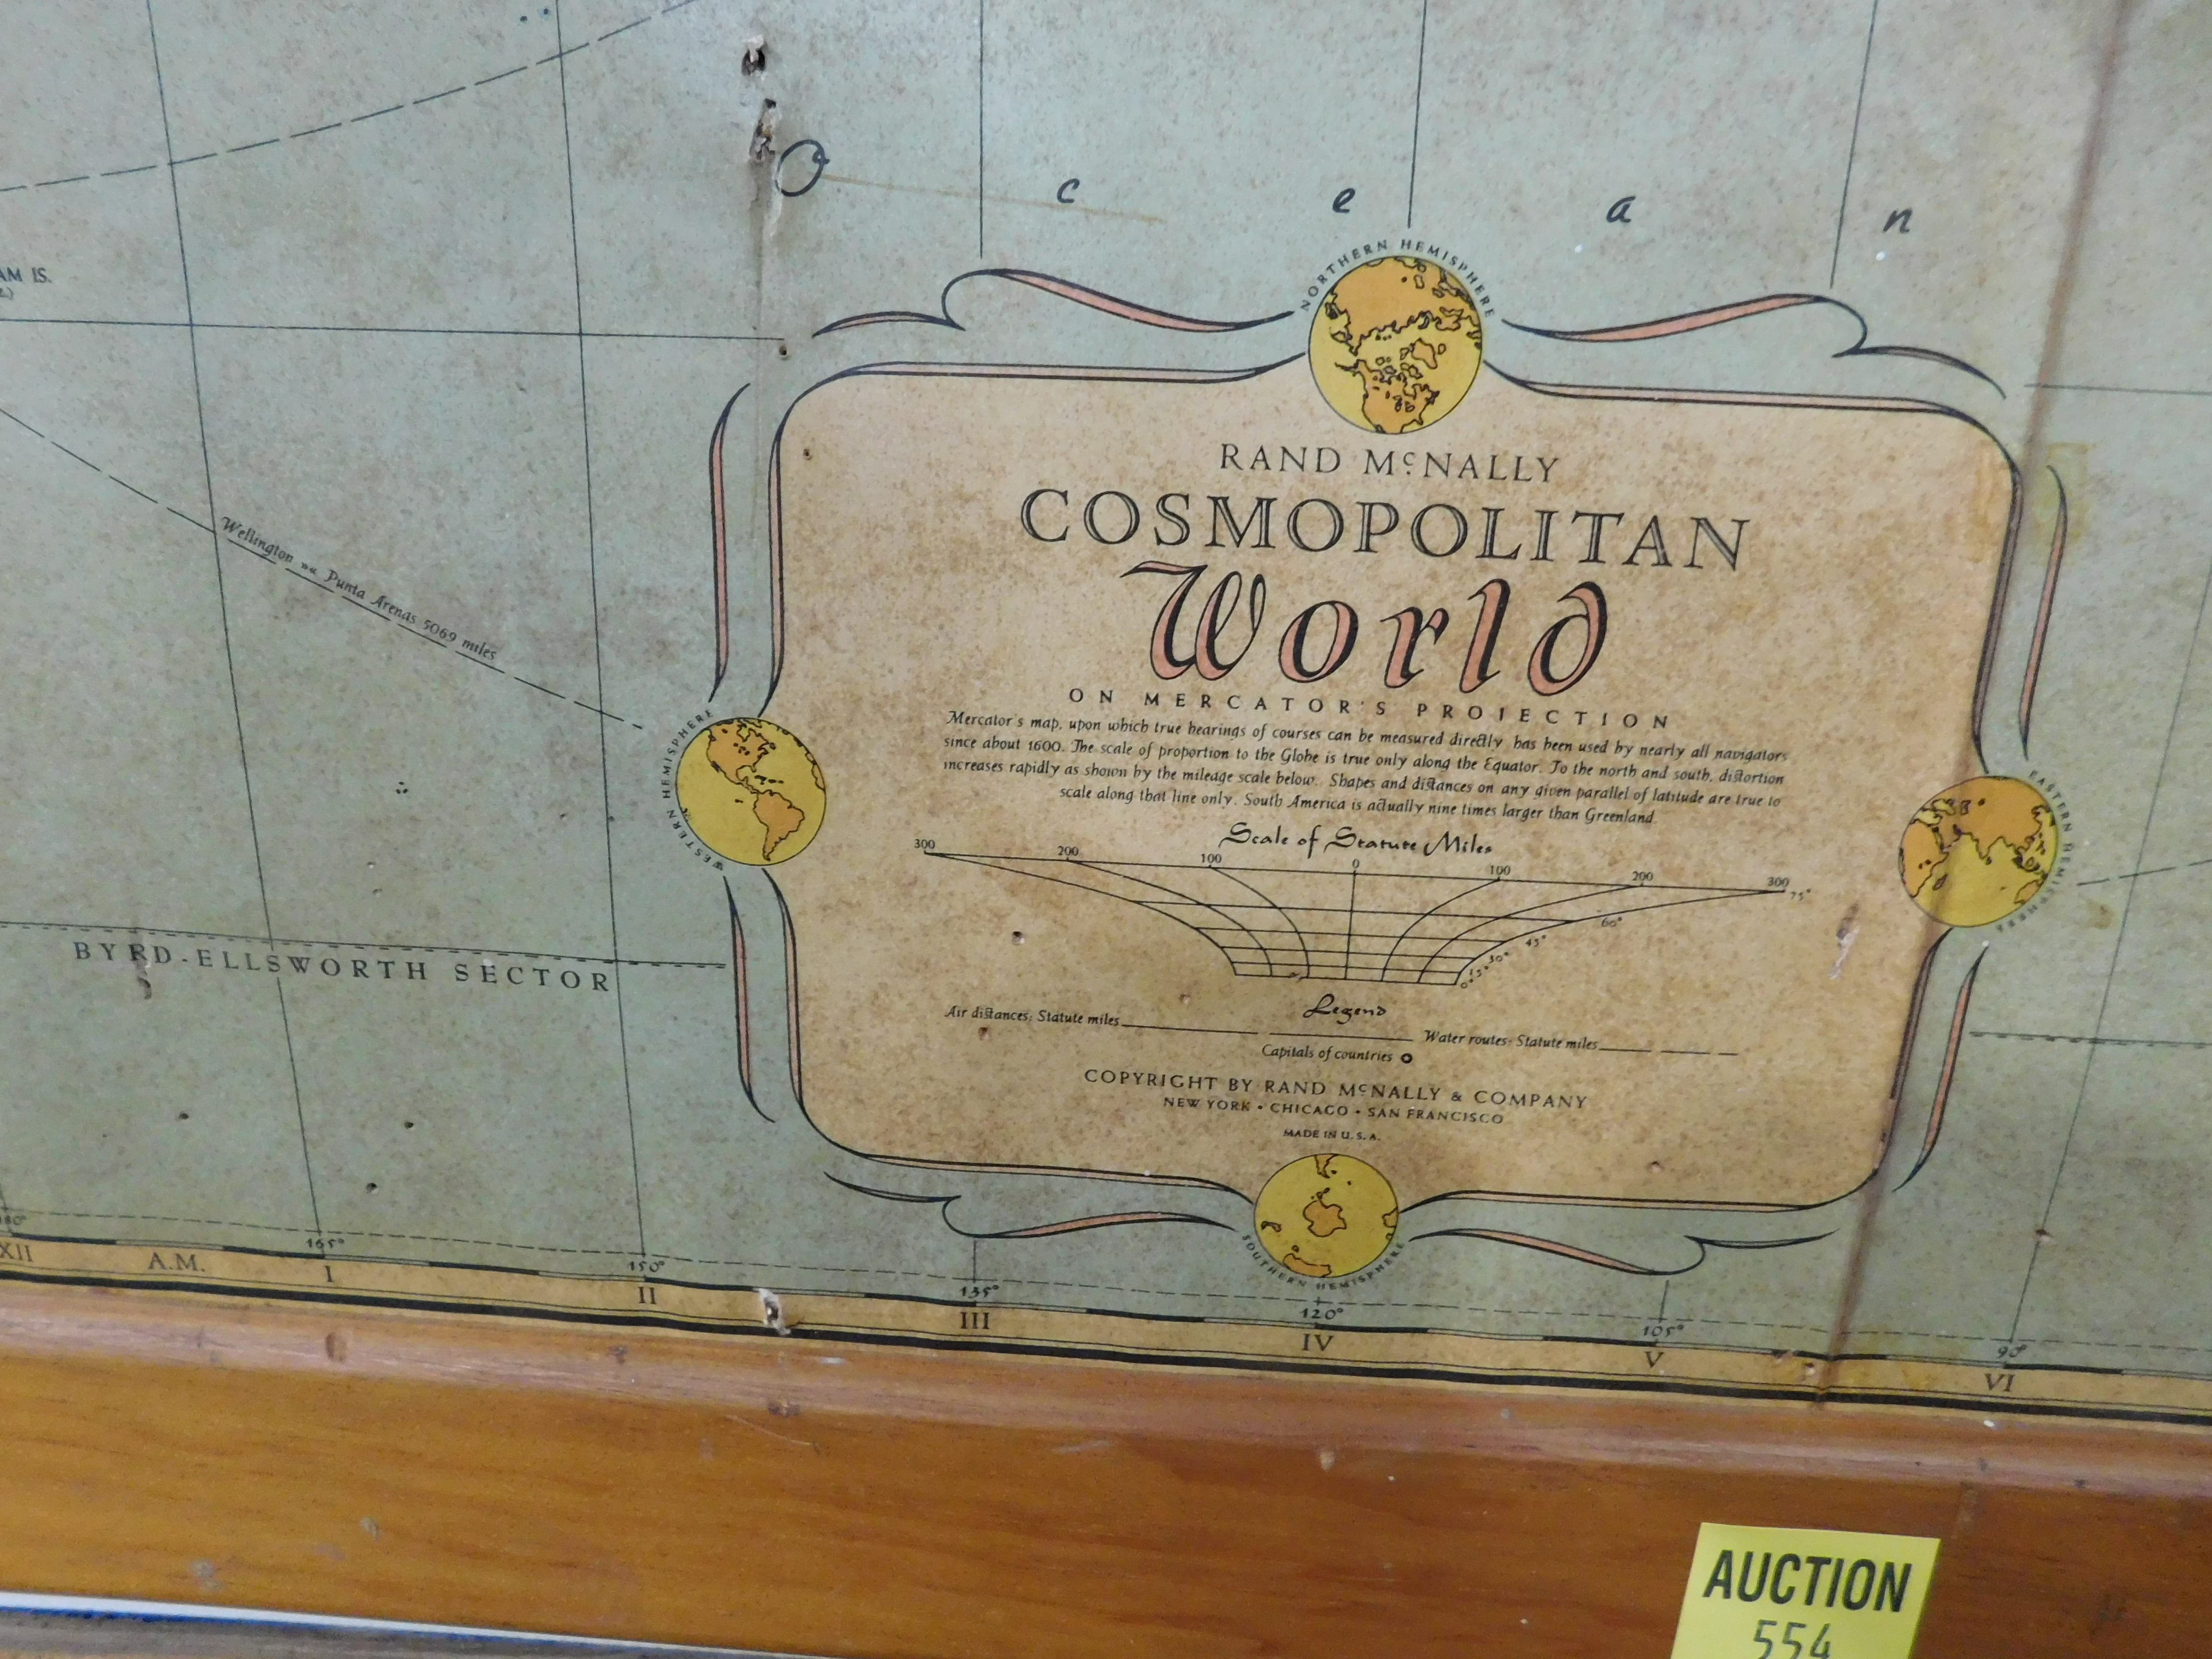 O c e a n
AM IS.
NORTHERN HEMISPHERE
RAND McNALLY
COSMOPOLITAN
World
ON MERCATOR'S PROJECTION
Mercator's map, upon which true bearings of courses can be measured directly has been used by nearly all navigators
since about 1600. The scale of proportion to the Globe is true only along the Equator. To the north and south, distortion
increases rapidly as shown by the mileage scale below. Shapes and distances on any given parallel of latitude are true to
scale along that line only. South America is actually nine times larger than Greenland.
Wellington »« Punta Arenas 5069 miles
WESTERN HEMISPHERE
EASTERN HEMISPHERE
Scale of Statute Miles
300 200 100 0 100 200 300
75°
60°
45°
30°
15°
0°
BYRD-ELLSWORTH SECTOR
Legend
Air distances: Statute miles
Water routes: Statute miles
Capitals of countries
COPYRIGHT BY RAND McNALLY & COMPANY
NEW YORK • CHICAGO • SAN FRANCISCO
MADE IN U.S.A.
SOUTHERN HEMISPHERE
180° 165° 150° 135° 120° 105° 90°
XII A.M. I II III IV V VI
AUCTION
554